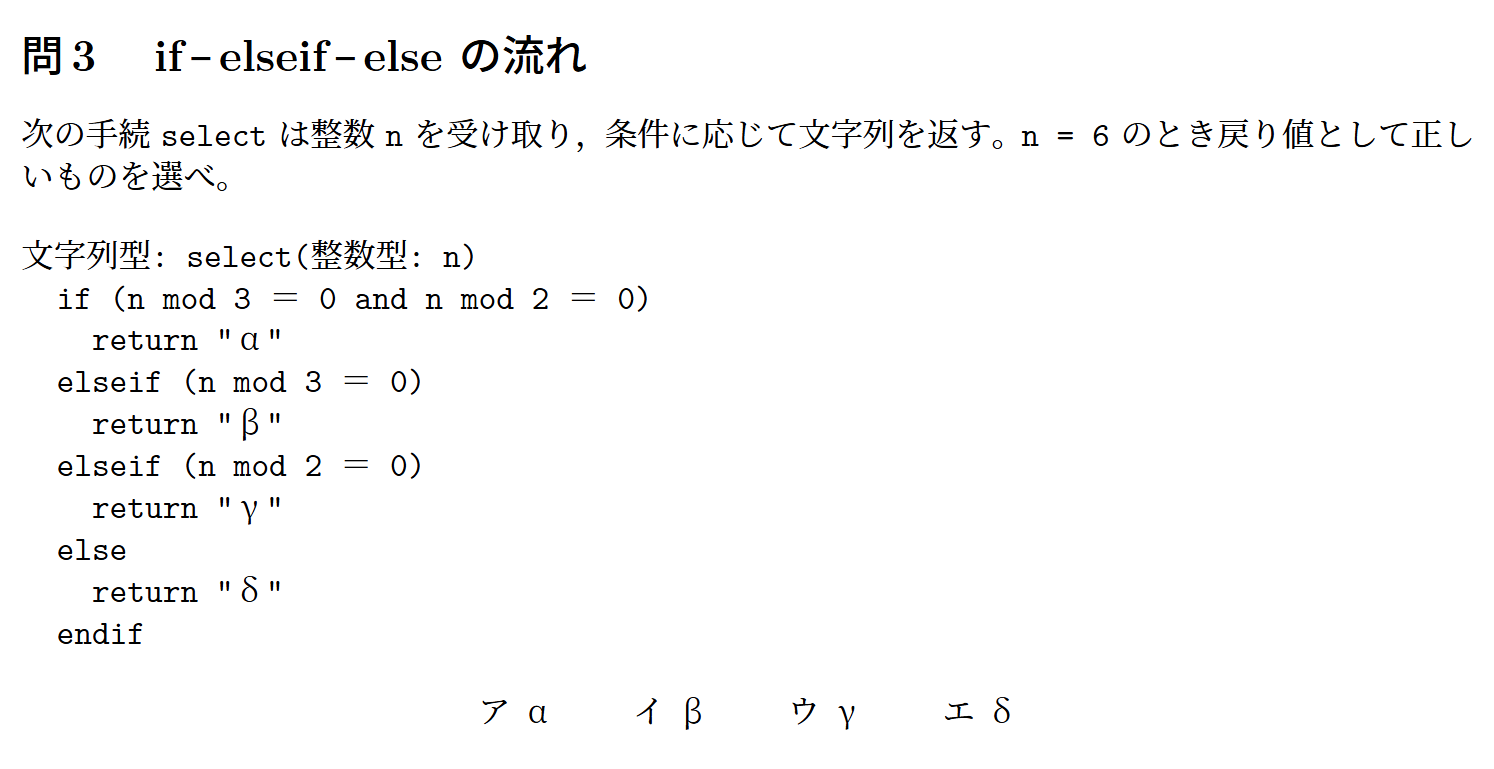 問3 if–elseif–else の流れ
次の手続 select は整数 n を受け取り，条件に応じて文字列を返す。n = 6 のとき戻り値として正し
いものを選べ。
文字列型: select(整数型: n)
if (n mod 3 ＝ 0 and n mod 2 ＝ 0)
return "α"
elseif (n mod 3 ＝ 0)
return "β"
elseif (n mod 2 ＝ 0)
return "γ"
else
return "δ"
endif
ア α イ β ウ γ エ δ